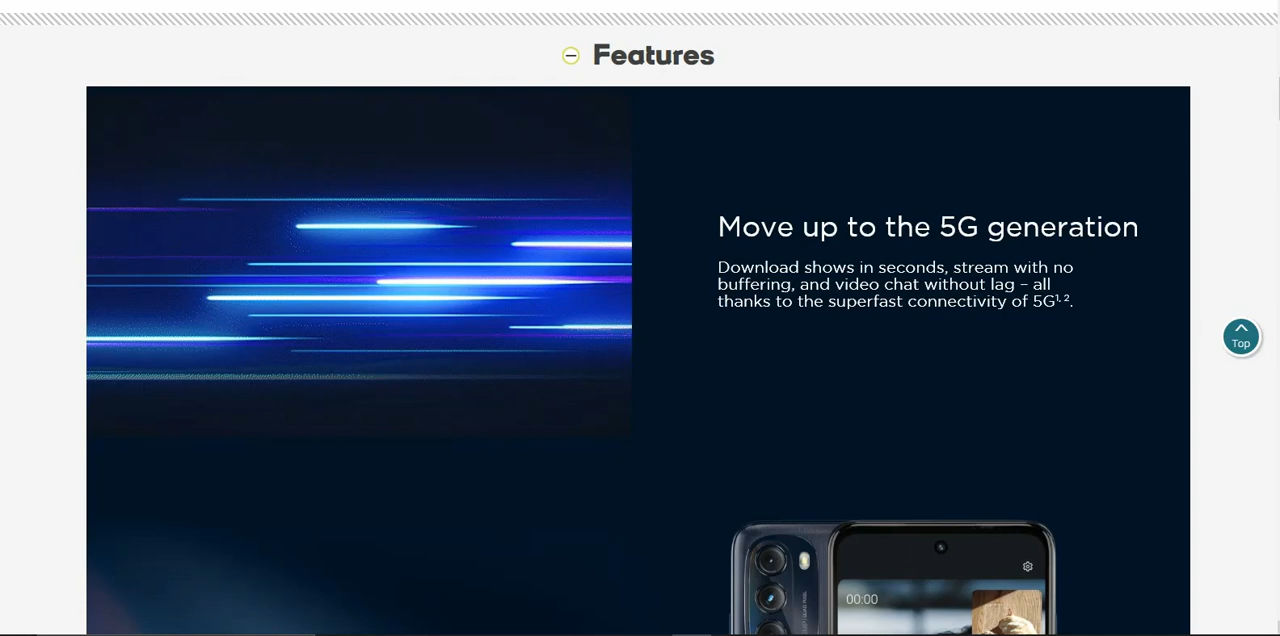 Features
Move up to the 5G generation
Download shows in seconds, stream with no
buffering, and video chat without lag – all
thanks to the superfast connectivity of 5G¹, ².
Top
00:00